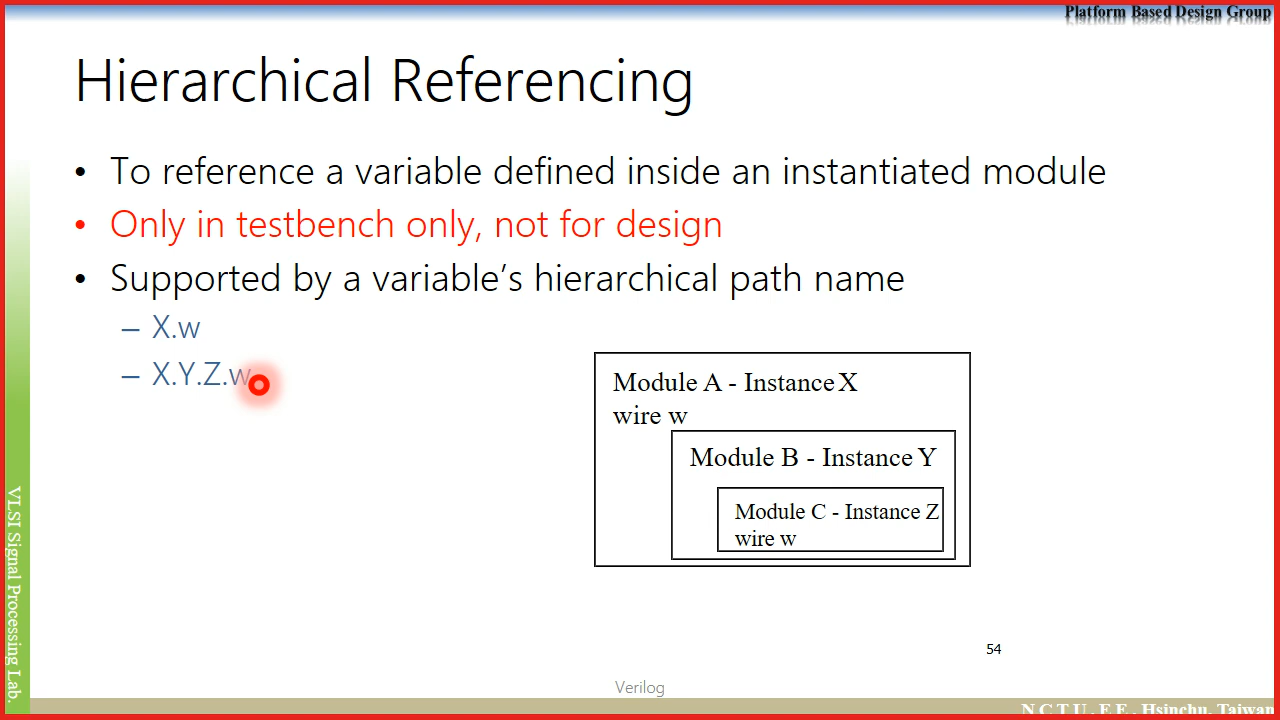 Platform Based Design Group
Hierarchical Referencing
• To reference a variable defined inside an instantiated module
• Only in testbench only, not for design
• Supported by a variable's hierarchical path name
– X.w
– X.Y.Z.w
Module A - Instance X
wire w
Module B - Instance Y
Module C - Instance Z
wire w
54
Verilog
VLSI Signal Processing Lab.
N C T U. E E. Hsinchu, Taiwan